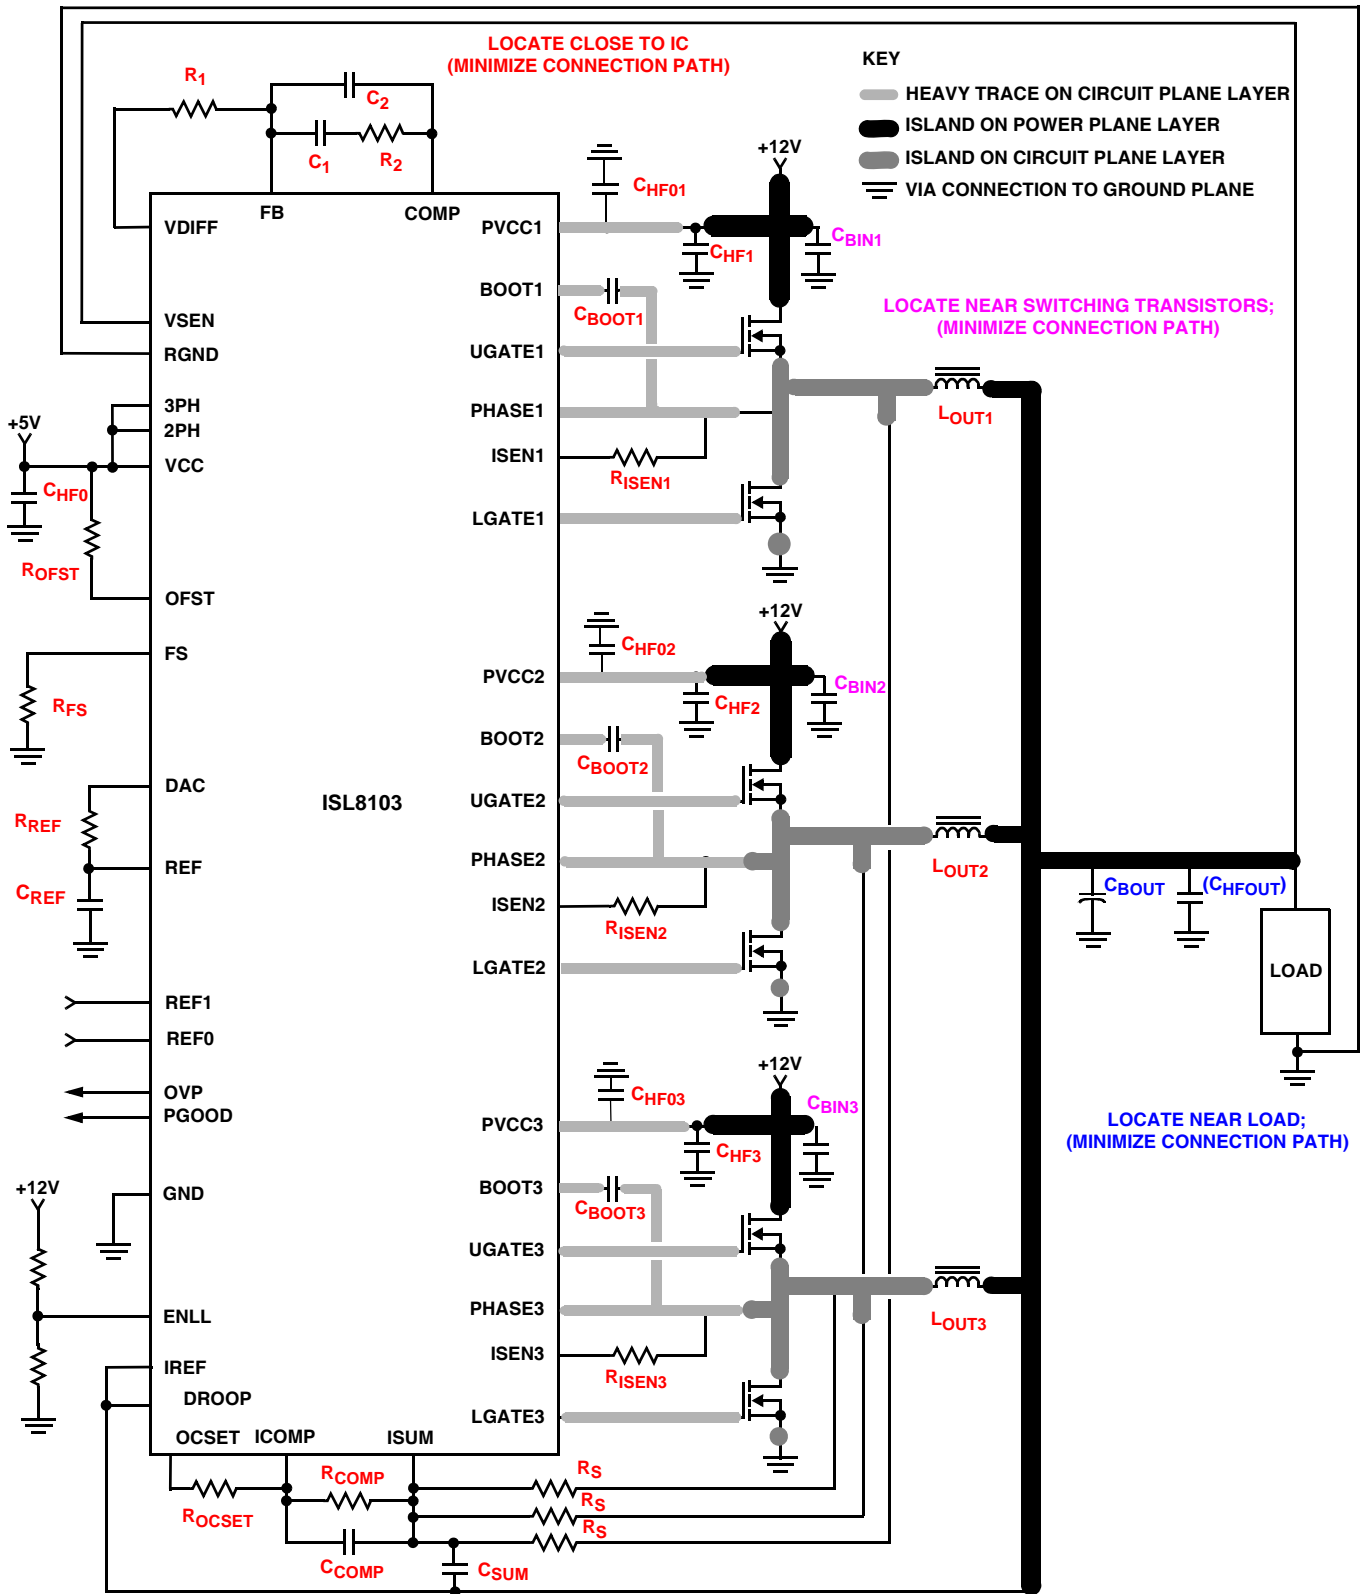 LOCATE CLOSE TO IC
(MINIMIZE CONNECTION PATH)
KEY
HEAVY TRACE ON CIRCUIT PLANE LAYER
ISLAND ON POWER PLANE LAYER
ISLAND ON CIRCUIT PLANE LAYER
VIA CONNECTION TO GROUND PLANE
R1
C2
C1
R2
FB
COMP
VDIFF
VSEN
RGND
3PH
2PH
VCC
+5V
CHF0
ROFST
OFST
FS
RFS
DAC
RREF
REF
CREF
REF1
REF0
OVP
PGOOD
GND
+12V
ENLL
IREF
DROOP
OCSET
ICOMP
ISUM
ISL8103
PVCC1
BOOT1
UGATE1
PHASE1
ISEN1
LGATE1
CHF01
+12V
CHF1
CBIN1
CBOOT1
RISEN1
LOCATE NEAR SWITCHING TRANSISTORS;
(MINIMIZE CONNECTION PATH)
LOUT1
PVCC2
BOOT2
UGATE2
PHASE2
ISEN2
LGATE2
CHF02
+12V
CHF2
CBIN2
CBOOT2
RISEN2
LOUT2
CBOUT
(CHFOUT)
LOAD
LOCATE NEAR LOAD;
(MINIMIZE CONNECTION PATH)
PVCC3
BOOT3
UGATE3
PHASE3
ISEN3
LGATE3
CHF03
+12V
CHF3
CBIN3
CBOOT3
RISEN3
LOUT3
ROCSET
RCOMP
CCOMP
CSUM
RS
RS
RS